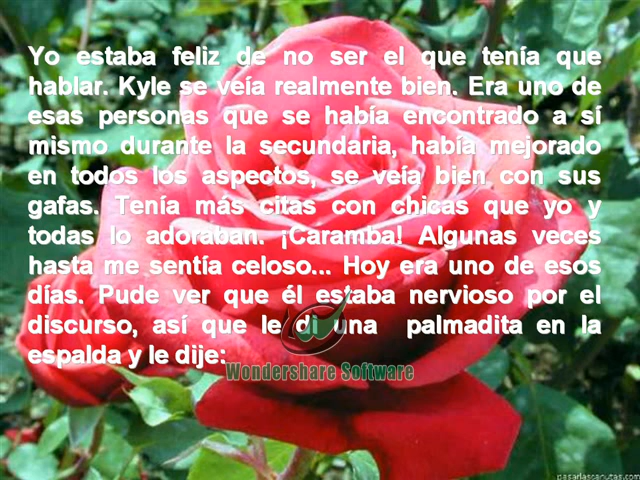 Yo estaba feliz de no ser el que tenía que
hablar. Kyle se veía realmente bien. Era uno de
esas personas que se había encontrado a sí
mismo durante la secundaria, había mejorado
en todos los aspectos, se veía bien con sus
gafas. Tenía más citas con chicas que yo y
todas lo adoraban. ¡Caramba! Algunas veces
hasta me sentía celoso... Hoy era uno de esos
días. Pude ver que él estaba nervioso por el
discurso, así que le di una palmadita en la
espalda y le dije:
Wondershare Software
pasarlascanutas.com